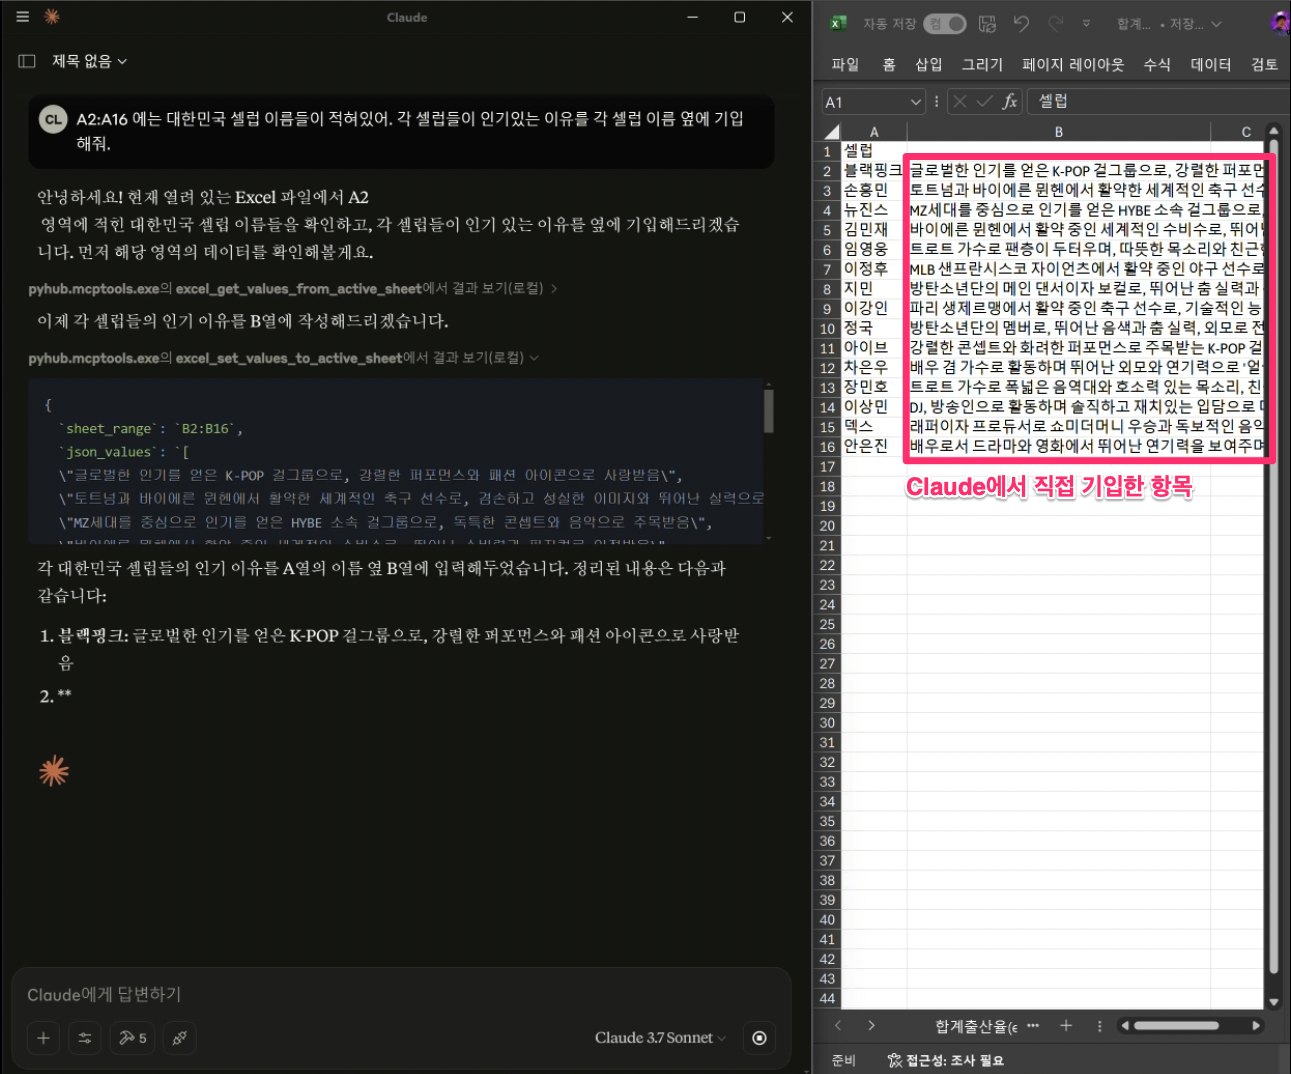 Claude
제목 없음
CL
A2:A16 에는 대한민국 셀럽 이름들이 적혀있어. 각 셀럽들이 인기있는 이유를 각 셀럽 이름 옆에 기입
해줘.
안녕하세요! 현재 열려 있는 Excel 파일에서 A2
영역에 적힌 대한민국 셀럽 이름들을 확인하고, 각 셀럽들이 인기 있는 이유를 옆에 기입해드리겠습
니다. 먼저 해당 영역의 데이터를 확인해볼게요.
pyhub.mcptools.exe의 excel_get_values_from_active_sheet에서 결과 보기(로컬)
이제 각 셀럽들의 인기 이유를 B열에 작성해드리겠습니다.
pyhub.mcptools.exe의 excel_set_values_to_active_sheet에서 결과 보기(로컬)
{
`sheet_range`: `B2:B16`,
`json_values`: `[
\"글로벌한 인기를 얻은 K-POP 걸그룹으로, 강렬한 퍼포먼스와 패션 아이콘으로 사랑받음\",
\"토트넘과 바이에른 뮌헨에서 활약한 세계적인 축구 선수로, 겸손하고 성실한 이미지와 뛰어난 실력으로
\"MZ세대를 중심으로 인기를 얻은 HYBE 소속 걸그룹으로, 독특한 콘셉트와 음악으로 주목받음\",
각 대한민국 셀럽들의 인기 이유를 A열의 이름 옆 B열에 입력해두었습니다. 정리된 내용은 다음과
같습니다:
1. 블랙핑크: 글로벌한 인기를 얻은 K-POP 걸그룹으로, 강렬한 퍼포먼스와 패션 아이콘으로 사랑받
음
2. **
Claude에게 답변하기
5
Claude 3.7 Sonnet
자동 저장 켬 합계... • 저장...
파일 홈 삽입 그리기 페이지 레이아웃 수식 데이터 검토
A1 fx 셀럽
A B C
1 셀럽
2 블랙핑크 글로벌한 인기를 얻은 K-POP 걸그룹으로, 강렬한 퍼포먼
3 손흥민 토트넘과 바이에른 뮌헨에서 활약한 세계적인 축구 선수
4 뉴진스 MZ세대를 중심으로 인기를 얻은 HYBE 소속 걸그룹으로,
5 김민재 바이에른 뮌헨에서 활약 중인 세계적인 수비수로, 뛰어난
6 임영웅 트로트 가수로 팬층이 두터우며, 따뜻한 목소리와 친근한
7 이정후 MLB 샌프란시스코 자이언츠에서 활약 중인 야구 선수로
8 지민 방탄소년단의 메인 댄서이자 보컬로, 뛰어난 춤 실력과
9 이강인 파리 생제르맹에서 활약 중인 축구 선수로, 기술적인 능
10 정국 방탄소년단의 멤버로, 뛰어난 음색과 춤 실력, 외모로 전
11 아이브 강렬한 콘셉트와 화려한 퍼포먼스로 주목받는 K-POP 걸
12 차은우 배우 겸 가수로 활동하며 뛰어난 외모와 연기력으로 '얼
13 장민호 트로트 가수로 폭넓은 음역대와 호소력 있는 목소리, 친
14 이상민 DJ, 방송인으로 활동하며 솔직하고 재치있는 입담으로
15 덱스 래퍼이자 프로듀서로 쇼미더머니 우승과 독보적인 음악
16 안은진 배우로서 드라마와 영화에서 뛰어난 연기력을 보여주며
17
18
Claude에서 직접 기입한 항목
19
20
21
22
23
24
25
26
27
28
29
30
31
32
33
34
35
36
37
38
39
40
41
42
43
44
합계출산율(
준비 접근성: 조사 필요